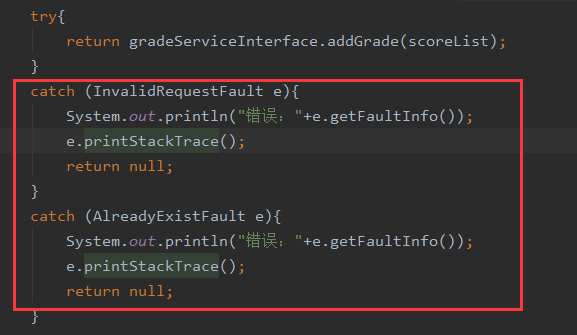 try{
return gradeServiceInterface.addGrade(scoreList);
}
catch (InvalidRequestFault e){
System.out.println("错误："+e.getFaultInfo());
e.printStackTrace();
return null;
}
catch (AlreadyExistFault e){
System.out.println("错误："+e.getFaultInfo());
e.printStackTrace();
return null;
}